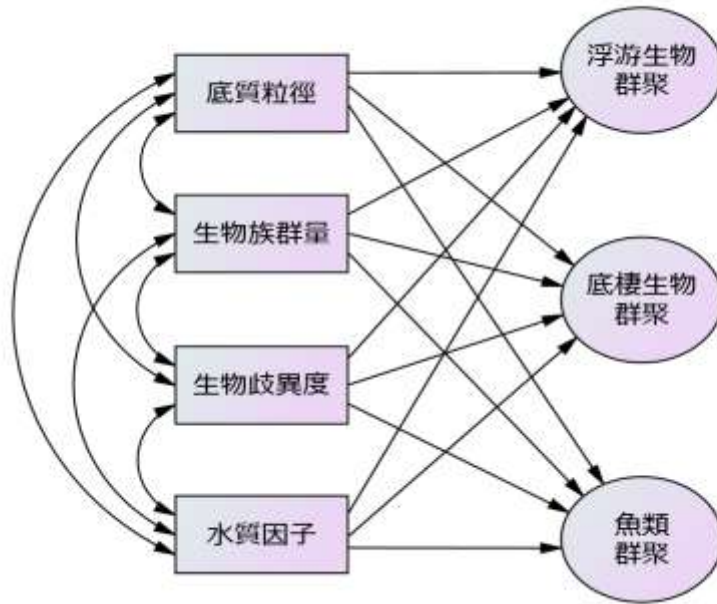 底質粒徑
生物族群量
生物歧異度
水質因子
浮游生物
群聚
底棲生物
群聚
魚類
群聚